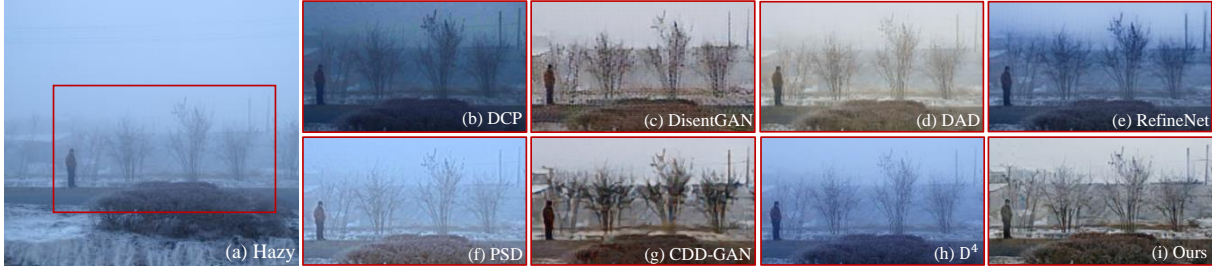 (a) Hazy
(b) DCP
(c) DisentGAN
(d) DAD
(e) RefineNet
(f) PSD
(g) CDD-GAN
(h) D⁴
(i) Ours